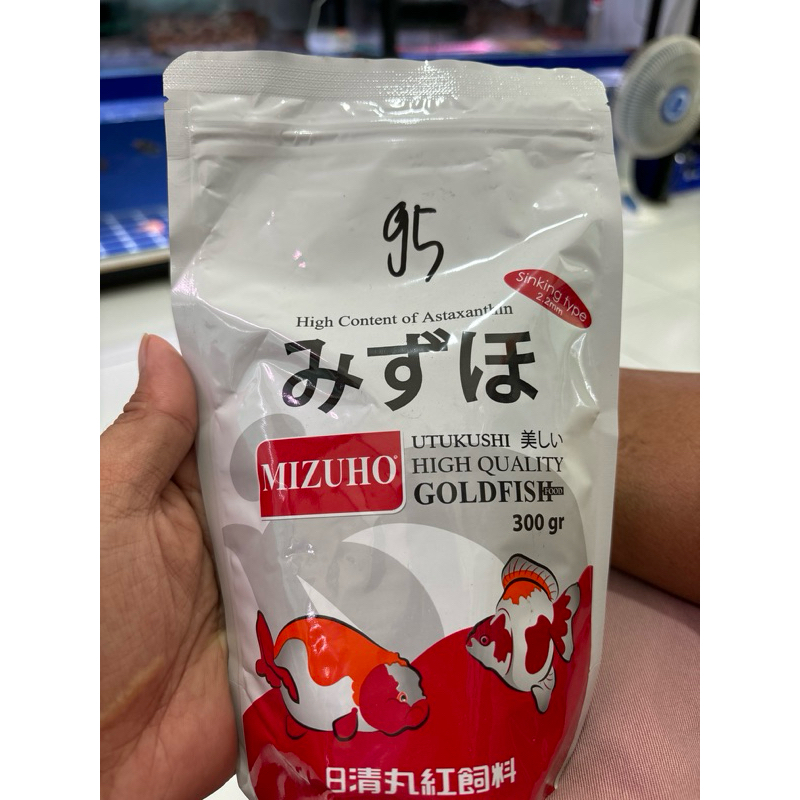 95
Sinking type
2.2mm
High Content of Astaxanthin
みずほ
MIZUHO®
UTUKUSHI 美しい
HIGH QUALITY
GOLDFISH FOOD
300 gr
日清丸紅飼料